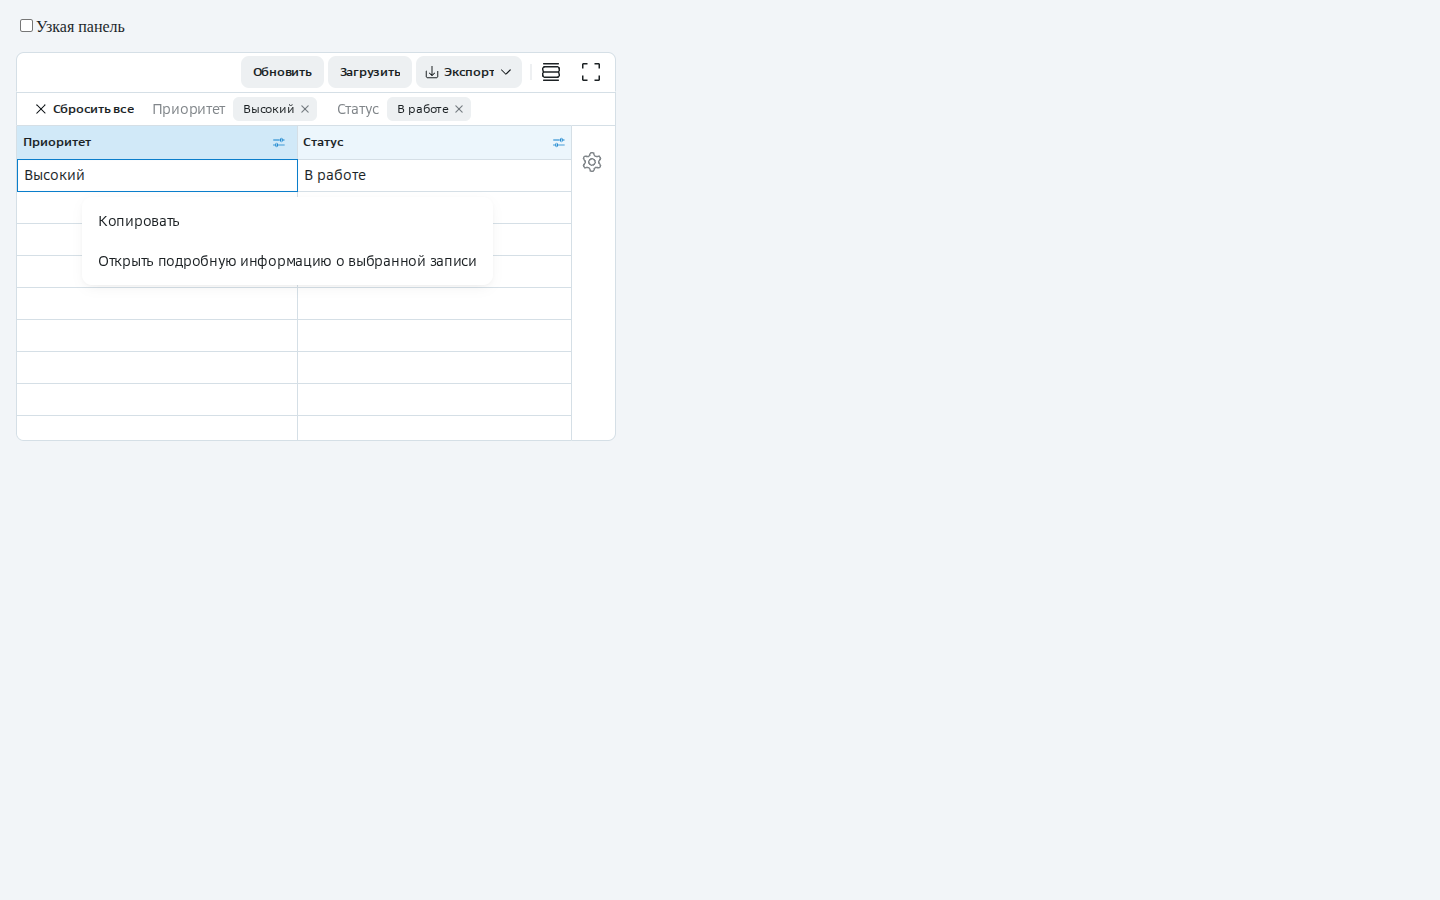 Узкая панель
Обновить Загрузить Экспорт
Сбросить все Приоритет Высокий Статус В работе
Приоритет Статус
Высокий В работе
Копировать
Открыть подробную информацию о выбранной записи